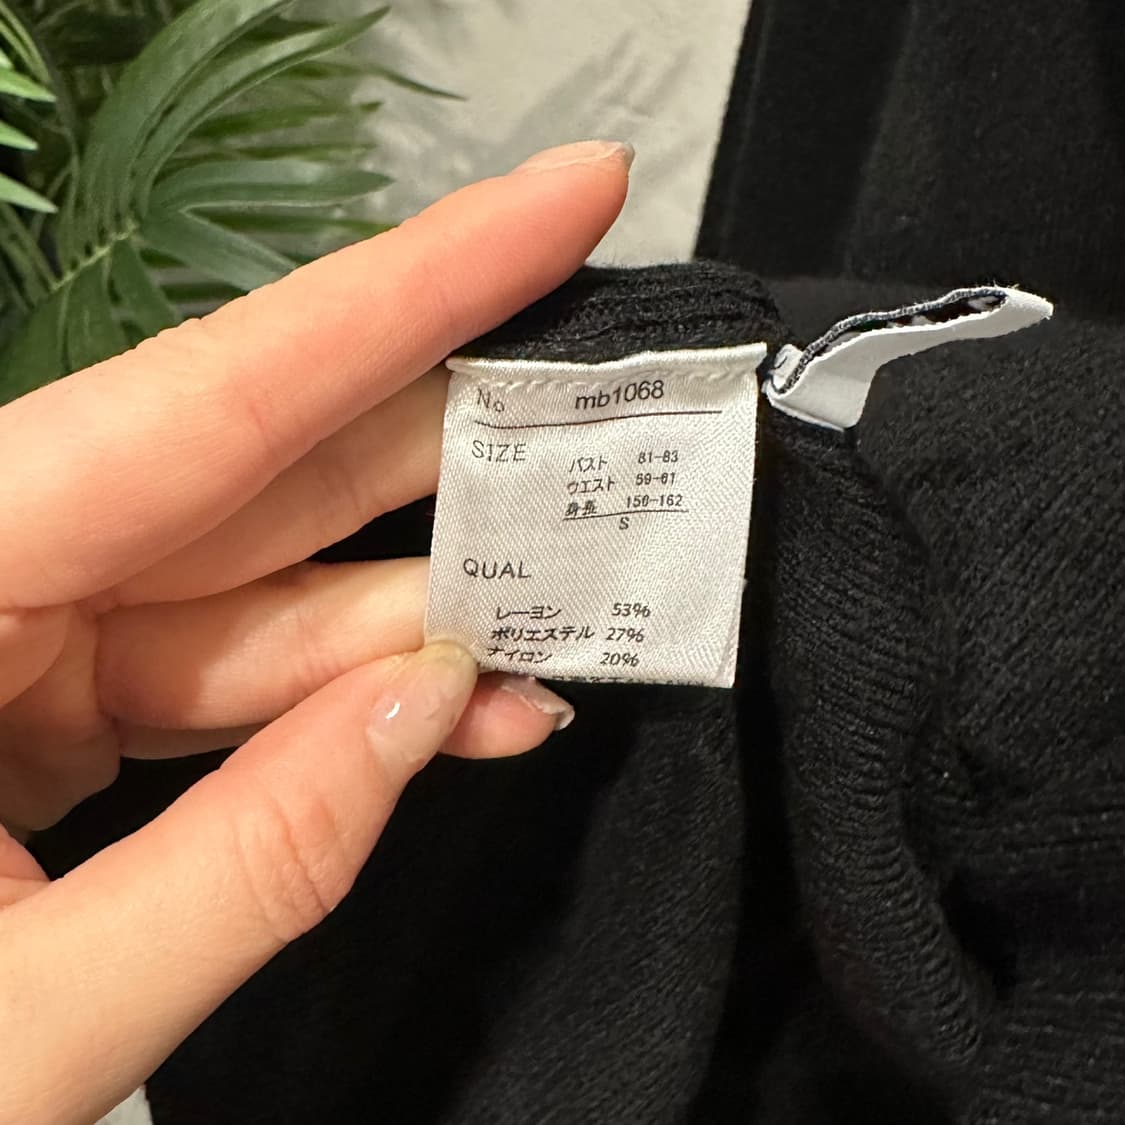 No mb1068
SIZE
バスト 81-83
ウエスト 59-61
身長 150-162
S
QUAL
レーヨン 53%
ポリエステル 27%
ナイロン 20%